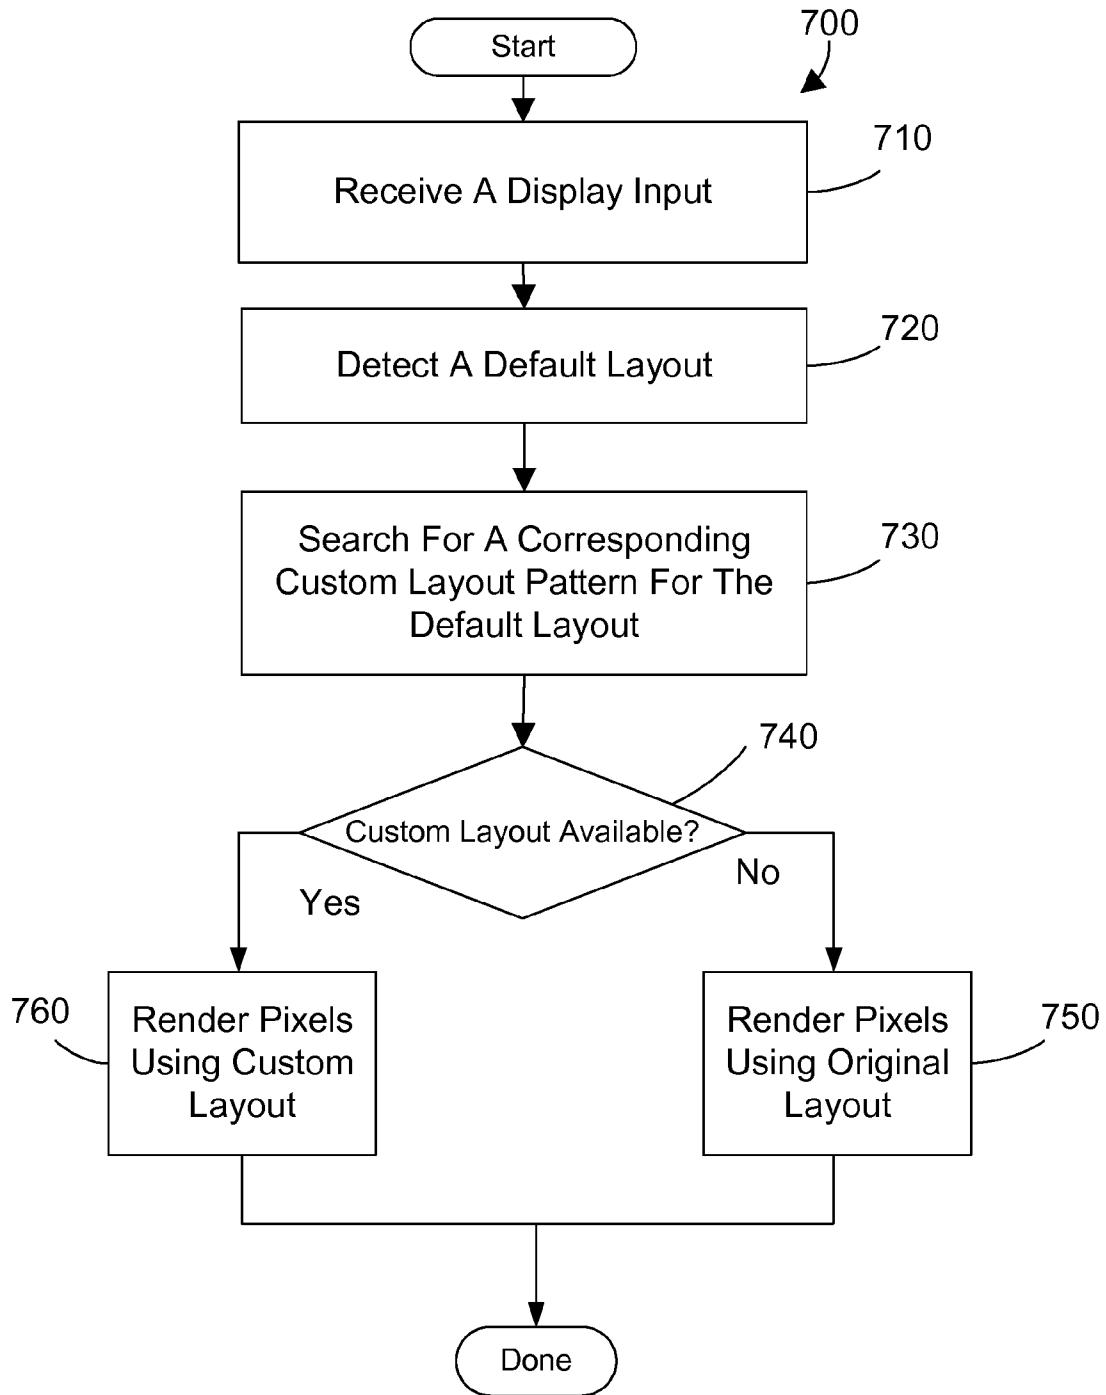 Start
700
Receive A Display Input
710
Detect A Default Layout
720
Search For A Corresponding
Custom Layout Pattern For The
Default Layout
730
740
Custom Layout Available?
Yes
No
760
Render Pixels
Using Custom
Layout
Render Pixels
Using Original
Layout
750
Done